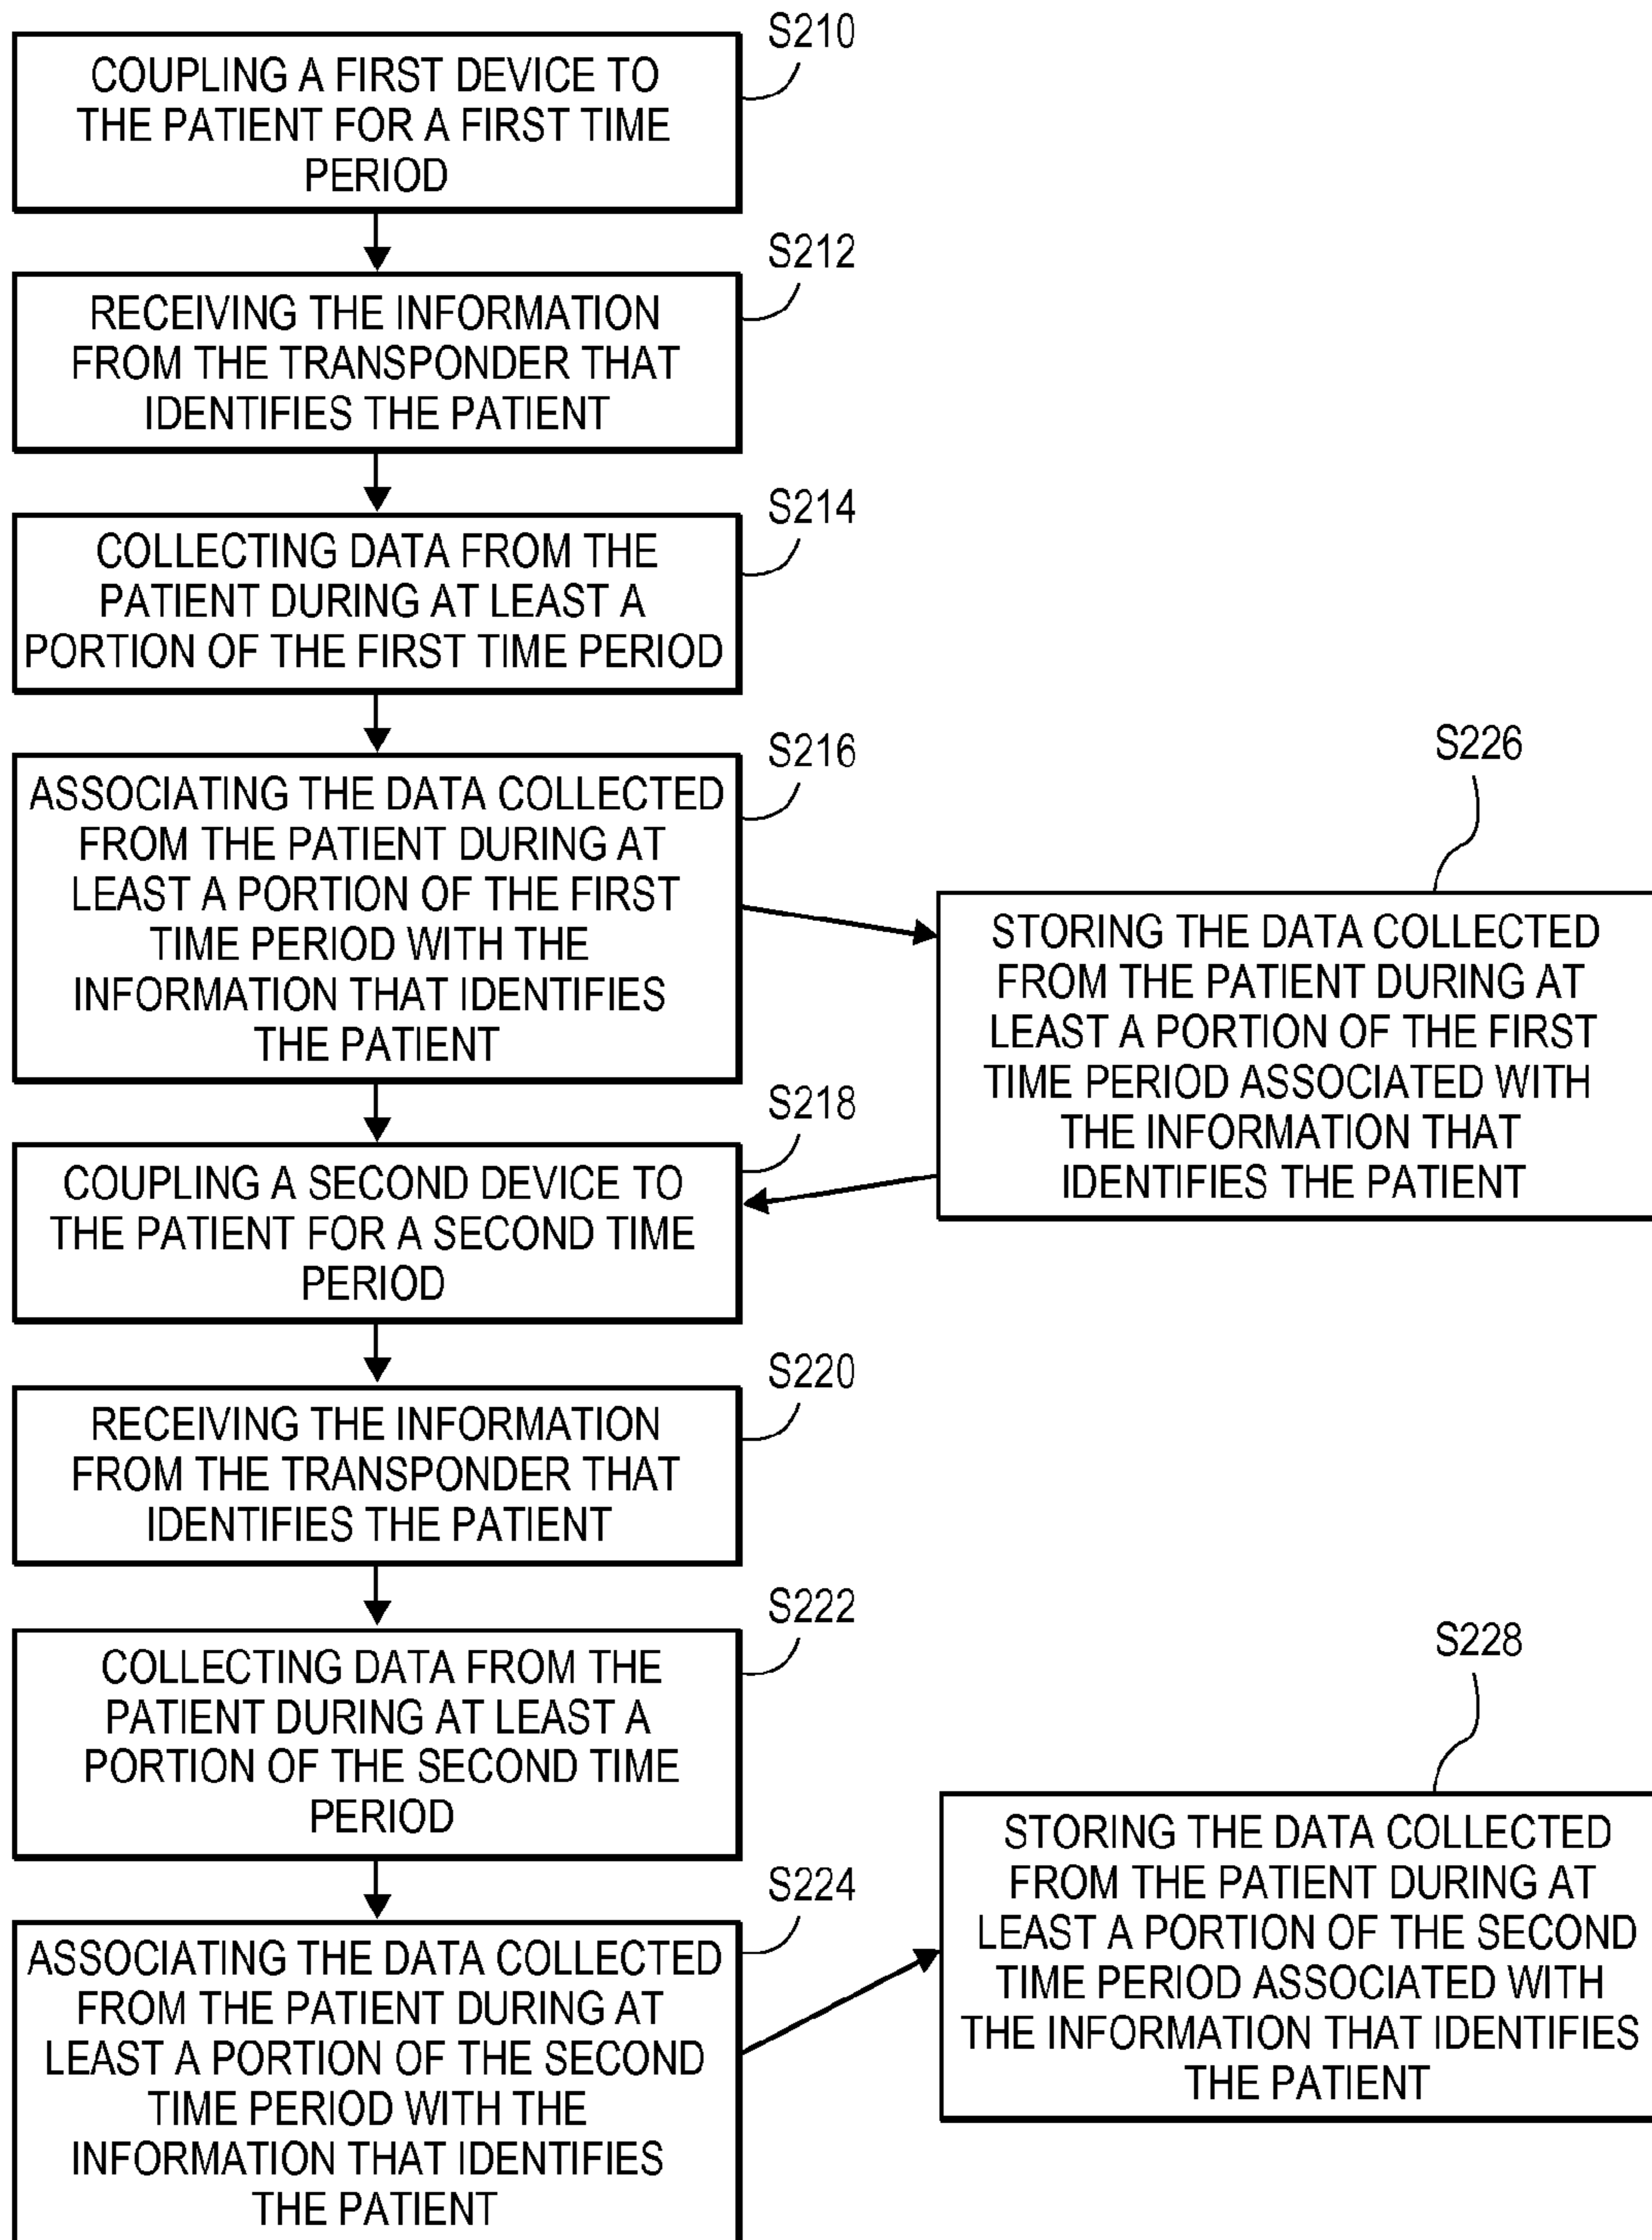 S210
COUPLING A FIRST DEVICE TO
THE PATIENT FOR A FIRST TIME
PERIOD
S212
RECEIVING THE INFORMATION
FROM THE TRANSPONDER THAT
IDENTIFIES THE PATIENT
S214
COLLECTING DATA FROM THE
PATIENT DURING AT LEAST A
PORTION OF THE FIRST TIME PERIOD
S216
ASSOCIATING THE DATA COLLECTED
FROM THE PATIENT DURING AT
LEAST A PORTION OF THE FIRST
TIME PERIOD WITH THE
INFORMATION THAT IDENTIFIES
THE PATIENT
S226
STORING THE DATA COLLECTED
FROM THE PATIENT DURING AT
LEAST A PORTION OF THE FIRST
TIME PERIOD ASSOCIATED WITH
THE INFORMATION THAT
IDENTIFIES THE PATIENT
S218
COUPLING A SECOND DEVICE TO
THE PATIENT FOR A SECOND TIME
PERIOD
S220
RECEIVING THE INFORMATION
FROM THE TRANSPONDER THAT
IDENTIFIES THE PATIENT
S222
COLLECTING DATA FROM THE
PATIENT DURING AT LEAST A
PORTION OF THE SECOND TIME
PERIOD
S224
ASSOCIATING THE DATA COLLECTED
FROM THE PATIENT DURING AT
LEAST A PORTION OF THE SECOND
TIME PERIOD WITH THE
INFORMATION THAT IDENTIFIES
THE PATIENT
S228
STORING THE DATA COLLECTED
FROM THE PATIENT DURING AT
LEAST A PORTION OF THE SECOND
TIME PERIOD ASSOCIATED WITH
THE INFORMATION THAT IDENTIFIES
THE PATIENT